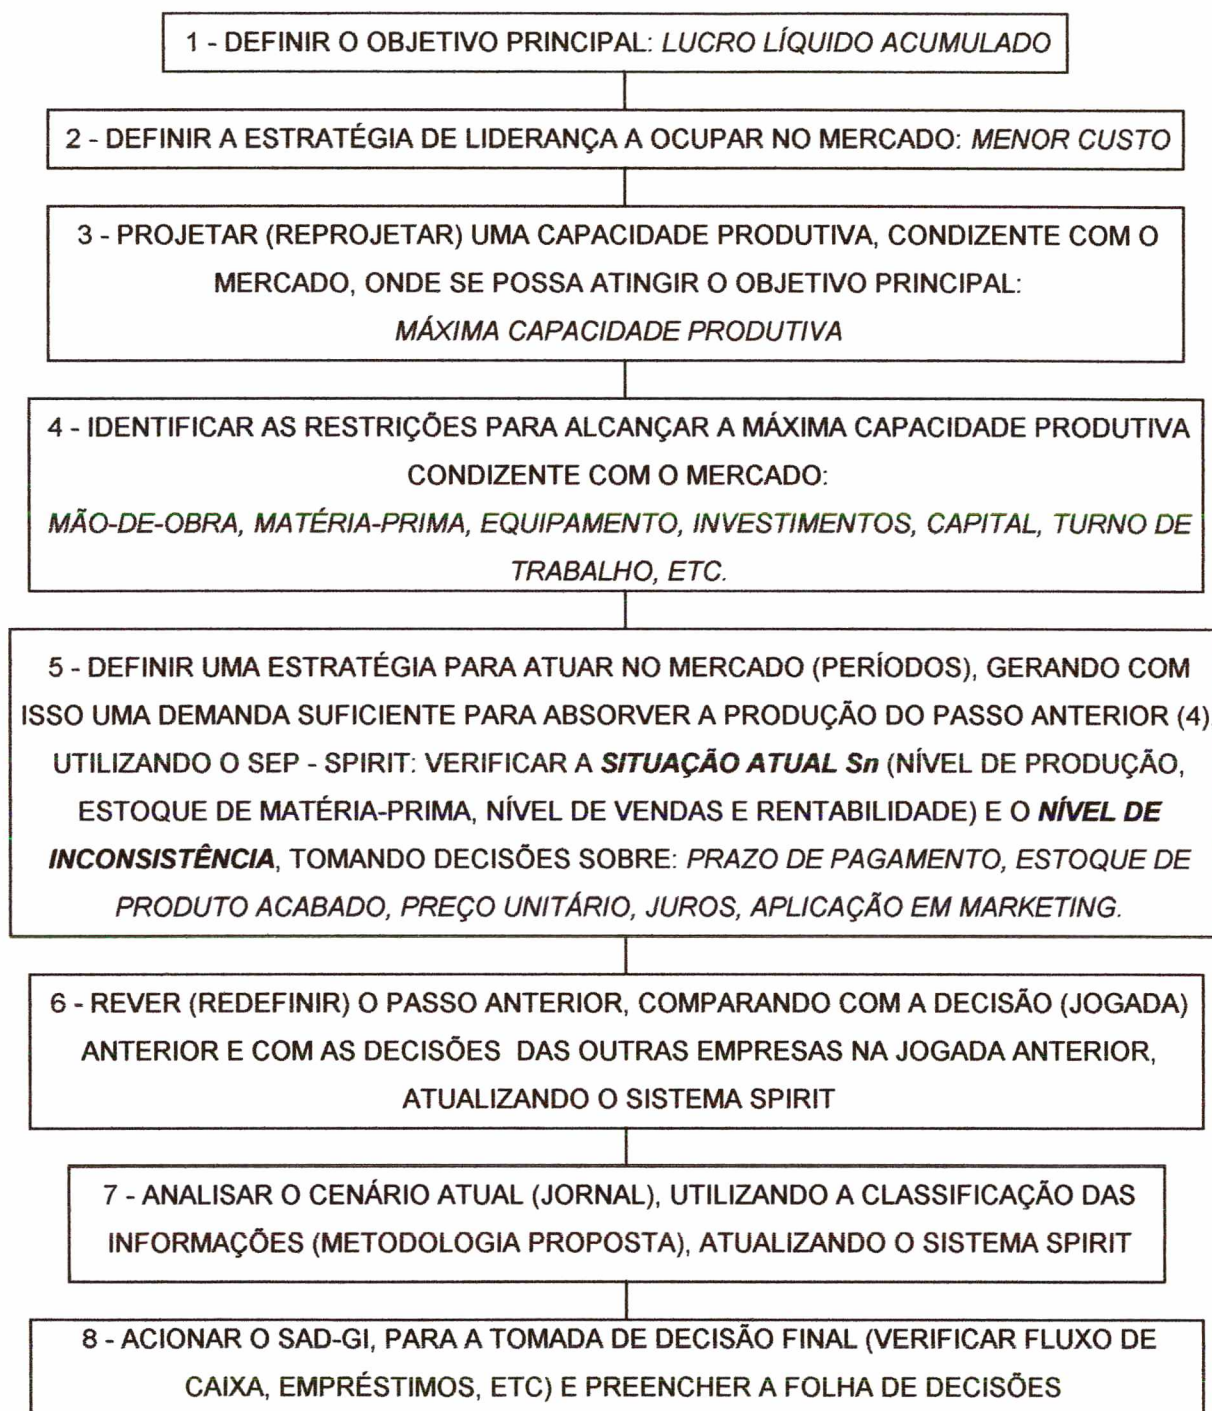 1 - DEFINIR O OBJETIVO PRINCIPAL: LUCRO LÍQUIDO ACUMULADO
2 - DEFINIR A ESTRATÉGIA DE LIDERANÇA A OCUPAR NO MERCADO: MENOR CUSTO
3 - PROJETAR (REPROJETAR) UMA CAPACIDADE PRODUTIVA, CONDIZENTE COM O
MERCADO, ONDE SE POSSA ATINGIR O OBJETIVO PRINCIPAL:
MÁXIMA CAPACIDADE PRODUTIVA
4 - IDENTIFICAR AS RESTRIÇÕES PARA ALCANÇAR A MÁXIMA CAPACIDADE PRODUTIVA
CONDIZENTE COM O MERCADO:
MÃO-DE-OBRA, MATÉRIA-PRIMA, EQUIPAMENTO, INVESTIMENTOS, CAPITAL, TURNO DE
TRABALHO, ETC.
5 - DEFINIR UMA ESTRATÉGIA PARA ATUAR NO MERCADO (PERÍODOS), GERANDO COM
ISSO UMA DEMANDA SUFICIENTE PARA ABSORVER A PRODUÇÃO DO PASSO ANTERIOR (4)
UTILIZANDO O SEP - SPIRIT: VERIFICAR A SITUAÇÃO ATUAL Sn (NÍVEL DE PRODUÇÃO,
ESTOQUE DE MATÉRIA-PRIMA, NÍVEL DE VENDAS E RENTABILIDADE) E O NÍVEL DE
INCONSISTÊNCIA, TOMANDO DECISÕES SOBRE: PRAZO DE PAGAMENTO, ESTOQUE DE
PRODUTO ACABADO, PREÇO UNITÁRIO, JUROS, APLICAÇÃO EM MARKETING.
6 - REVER (REDEFINIR) O PASSO ANTERIOR, COMPARANDO COM A DECISÃO (JOGADA)
ANTERIOR E COM AS DECISÕES DAS OUTRAS EMPRESAS NA JOGADA ANTERIOR,
ATUALIZANDO O SISTEMA SPIRIT
7 - ANALISAR O CENÁRIO ATUAL (JORNAL), UTILIZANDO A CLASSIFICAÇÃO DAS
INFORMAÇÕES (METODOLOGIA PROPOSTA), ATUALIZANDO O SISTEMA SPIRIT
8 - ACIONAR O SAD-GI, PARA A TOMADA DE DECISÃO FINAL (VERIFICAR FLUXO DE
CAIXA, EMPRÉSTIMOS, ETC) E PREENCHER A FOLHA DE DECISÕES